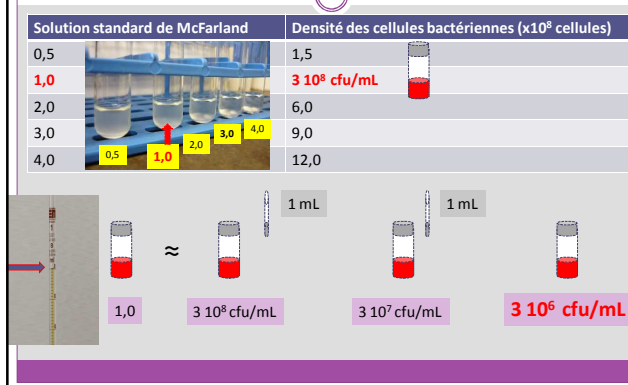 Solution standard de McFarland Densité des cellules bactériennes (x10⁸ cellules)
0,5 1,5
1,0 3 10⁸ cfu/mL
2,0 6,0
3,0 9,0
4,0 12,0
0,5 1,0 2,0 3,0 4,0
1 mL 1 mL
≈
1,0 3 10⁸ cfu/mL 3 10⁷ cfu/mL 3 10⁶ cfu/mL